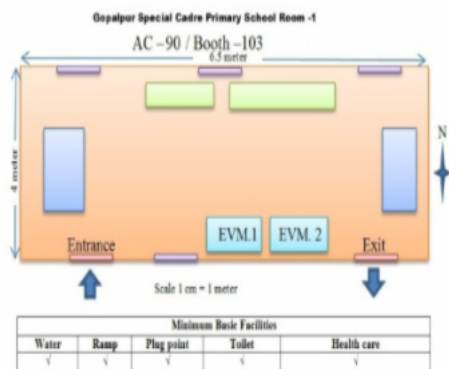 Gopalpur Special Cadre Primary School Room -1
AC –90 / Booth –103
6.5 meter
4 meter
N
EVM.1 EVM. 2
Entrance Exit
Scale 1 cm = 1 meter
Minimum Basic Facilities
Water Ramp Plug point Toilet Health care
√ √ √ √ √